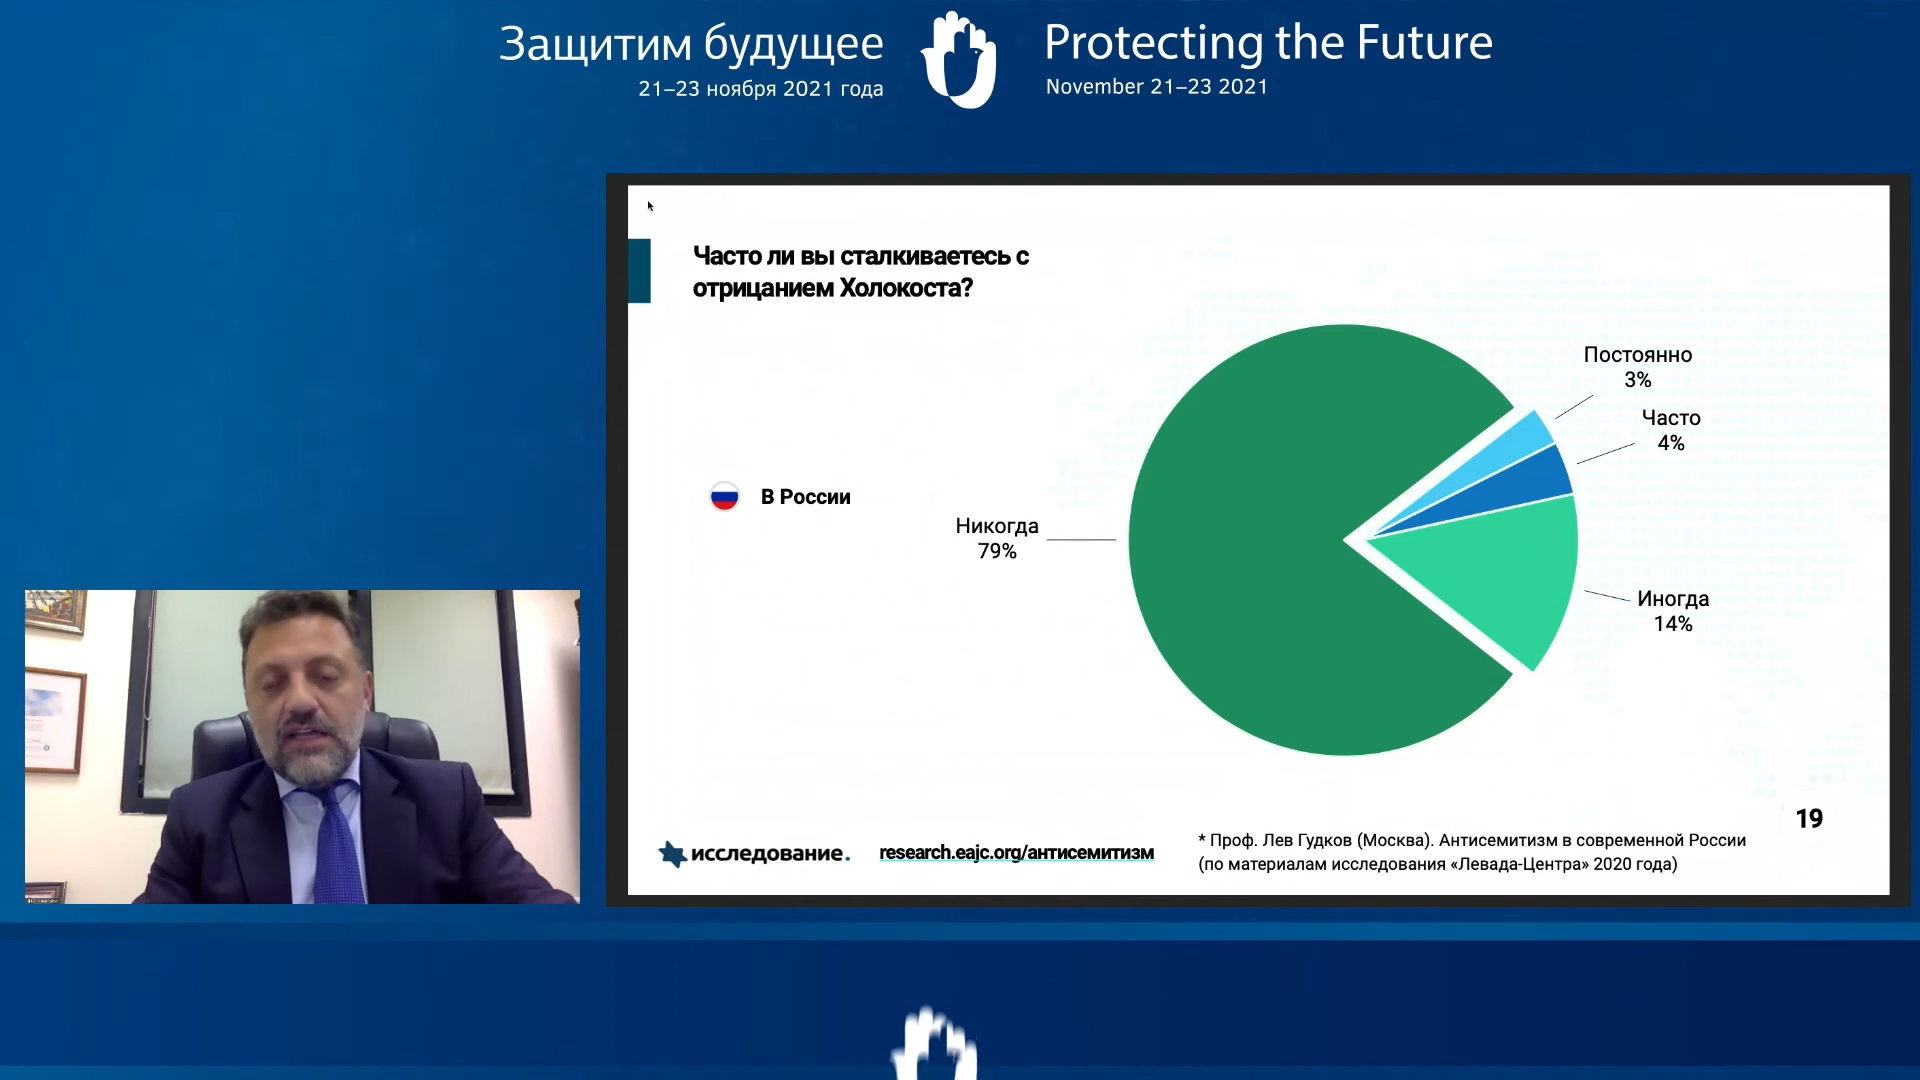 Защитим будущее
21–23 ноября 2021 года
Protecting the Future
November 21–23 2021
Часто ли вы сталкиваетесь с
отрицанием Холокоста?
В России
Никогда
79%
Постоянно
3%
Часто
4%
Иногда
14%
19
исследование.
research.eajc.org/антисемитизм
* Проф. Лев Гудков (Москва). Антисемитизм в современной России
(по материалам исследования «Левада-Центра» 2020 года)